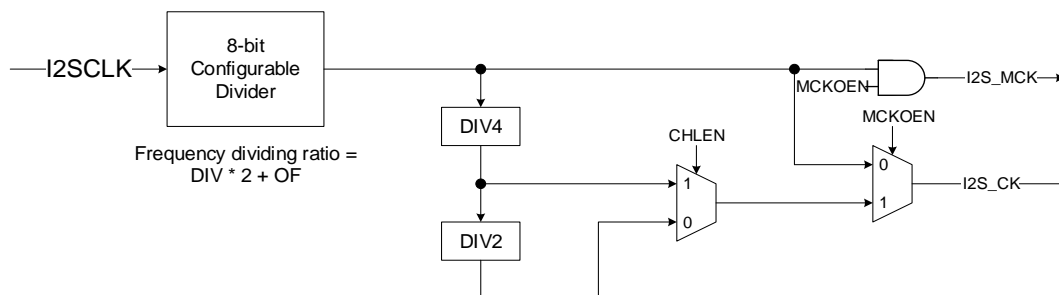 8-bit
Configurable
Divider
I2SCLK
I2S_MCK
MCKOEN
DIV4
CHLEN
MCKOEN
Frequency dividing ratio =
DIV * 2 + OF
0
1
I2S_CK
1
0
DIV2